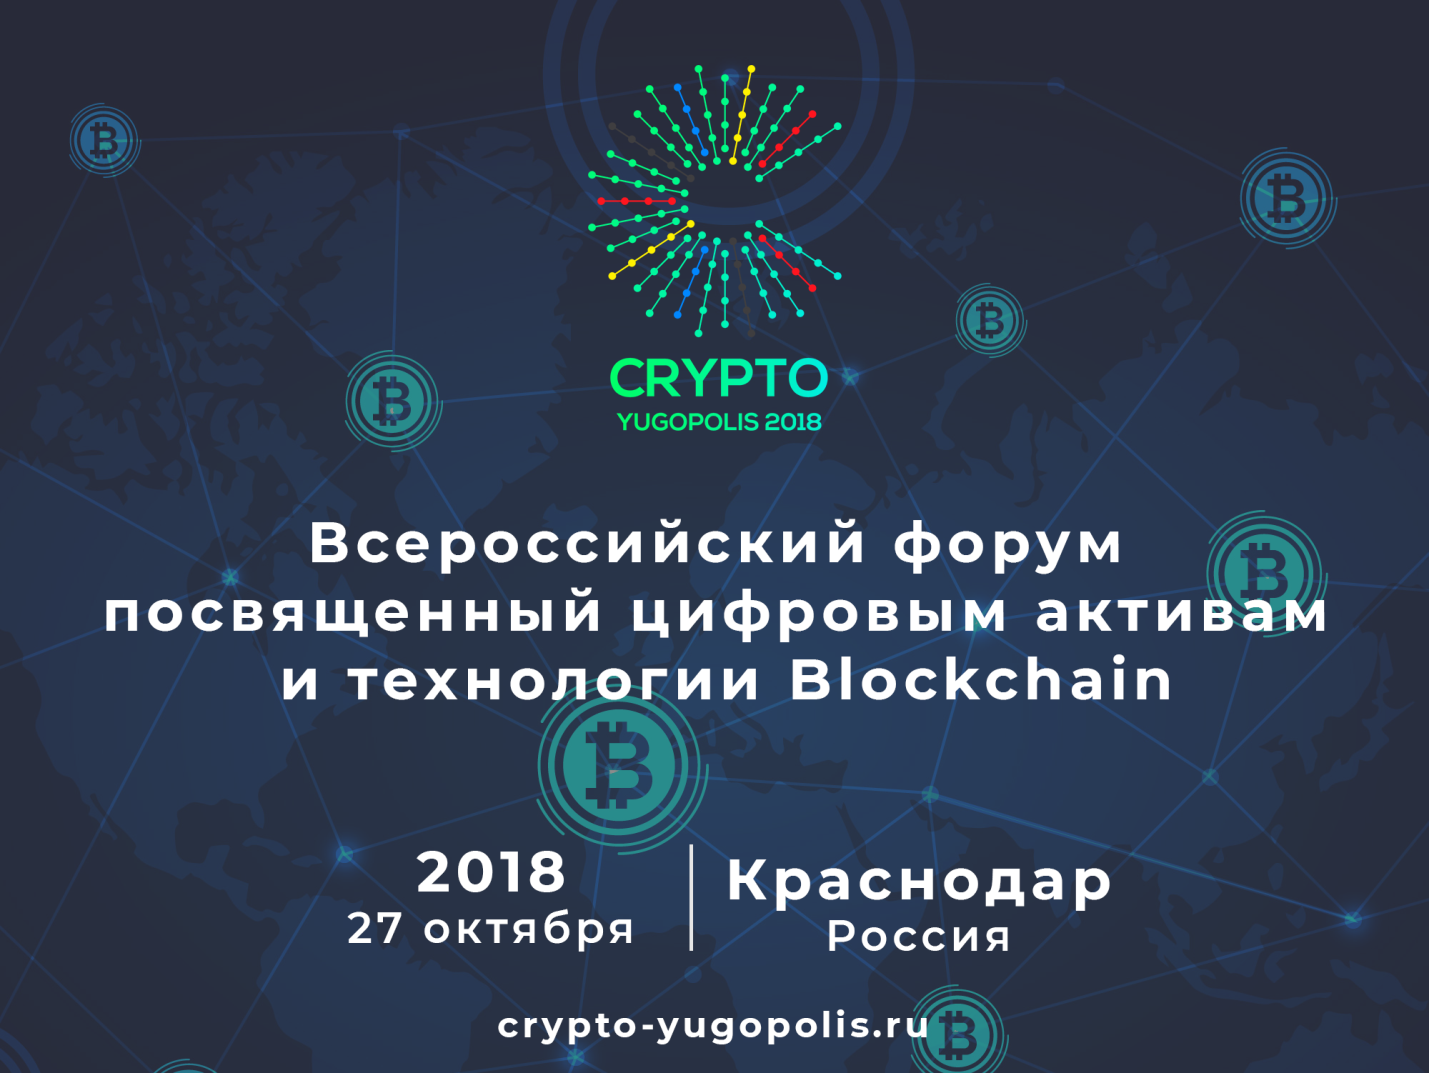 CRYPTO
YUGOPOLIS 2018
Всероссийский форум
посвященный цифровым активам
и технологии Blockchain
2018
27 октября
Краснодар
Россия
crypto-yugopolis.ru